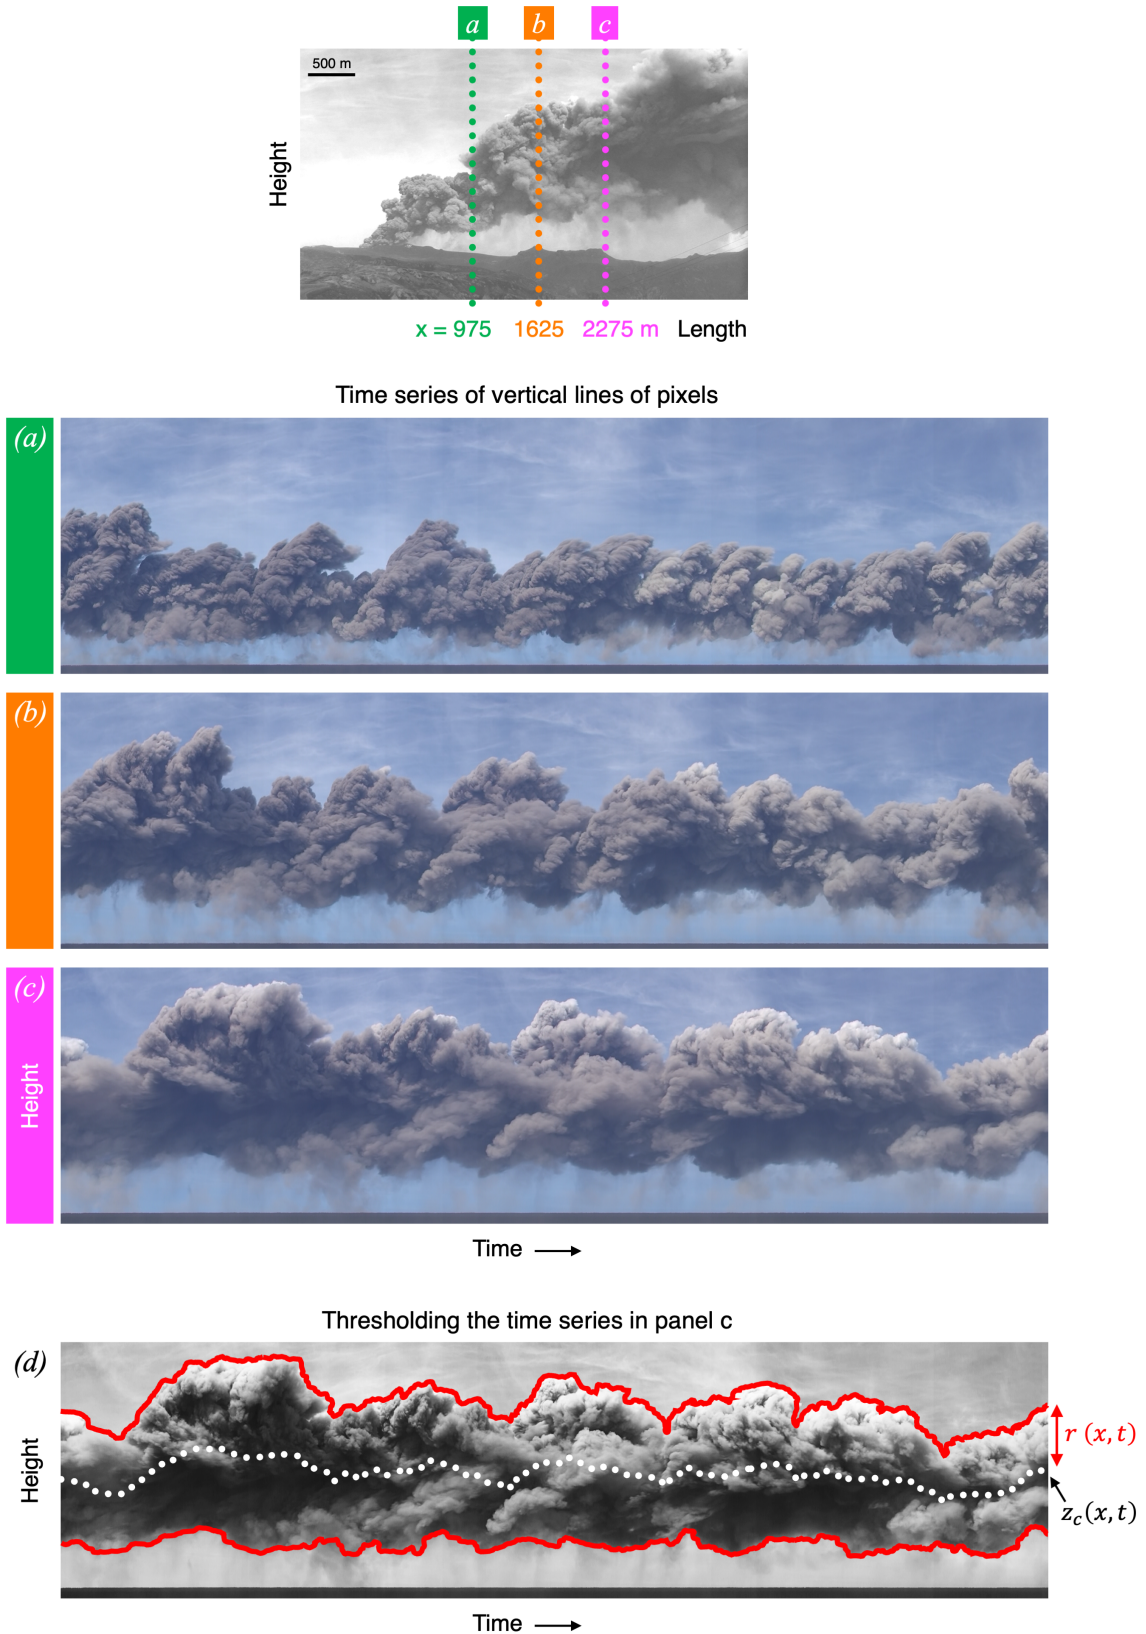 a b c
500 m
Height
x = 975 1625 2275 m Length
Time series of vertical lines of pixels
(a)
(b)
(c)
Height
Time
Thresholding the time series in panel c
(d)
Height
r (x, t)
z_c(x, t)
Time